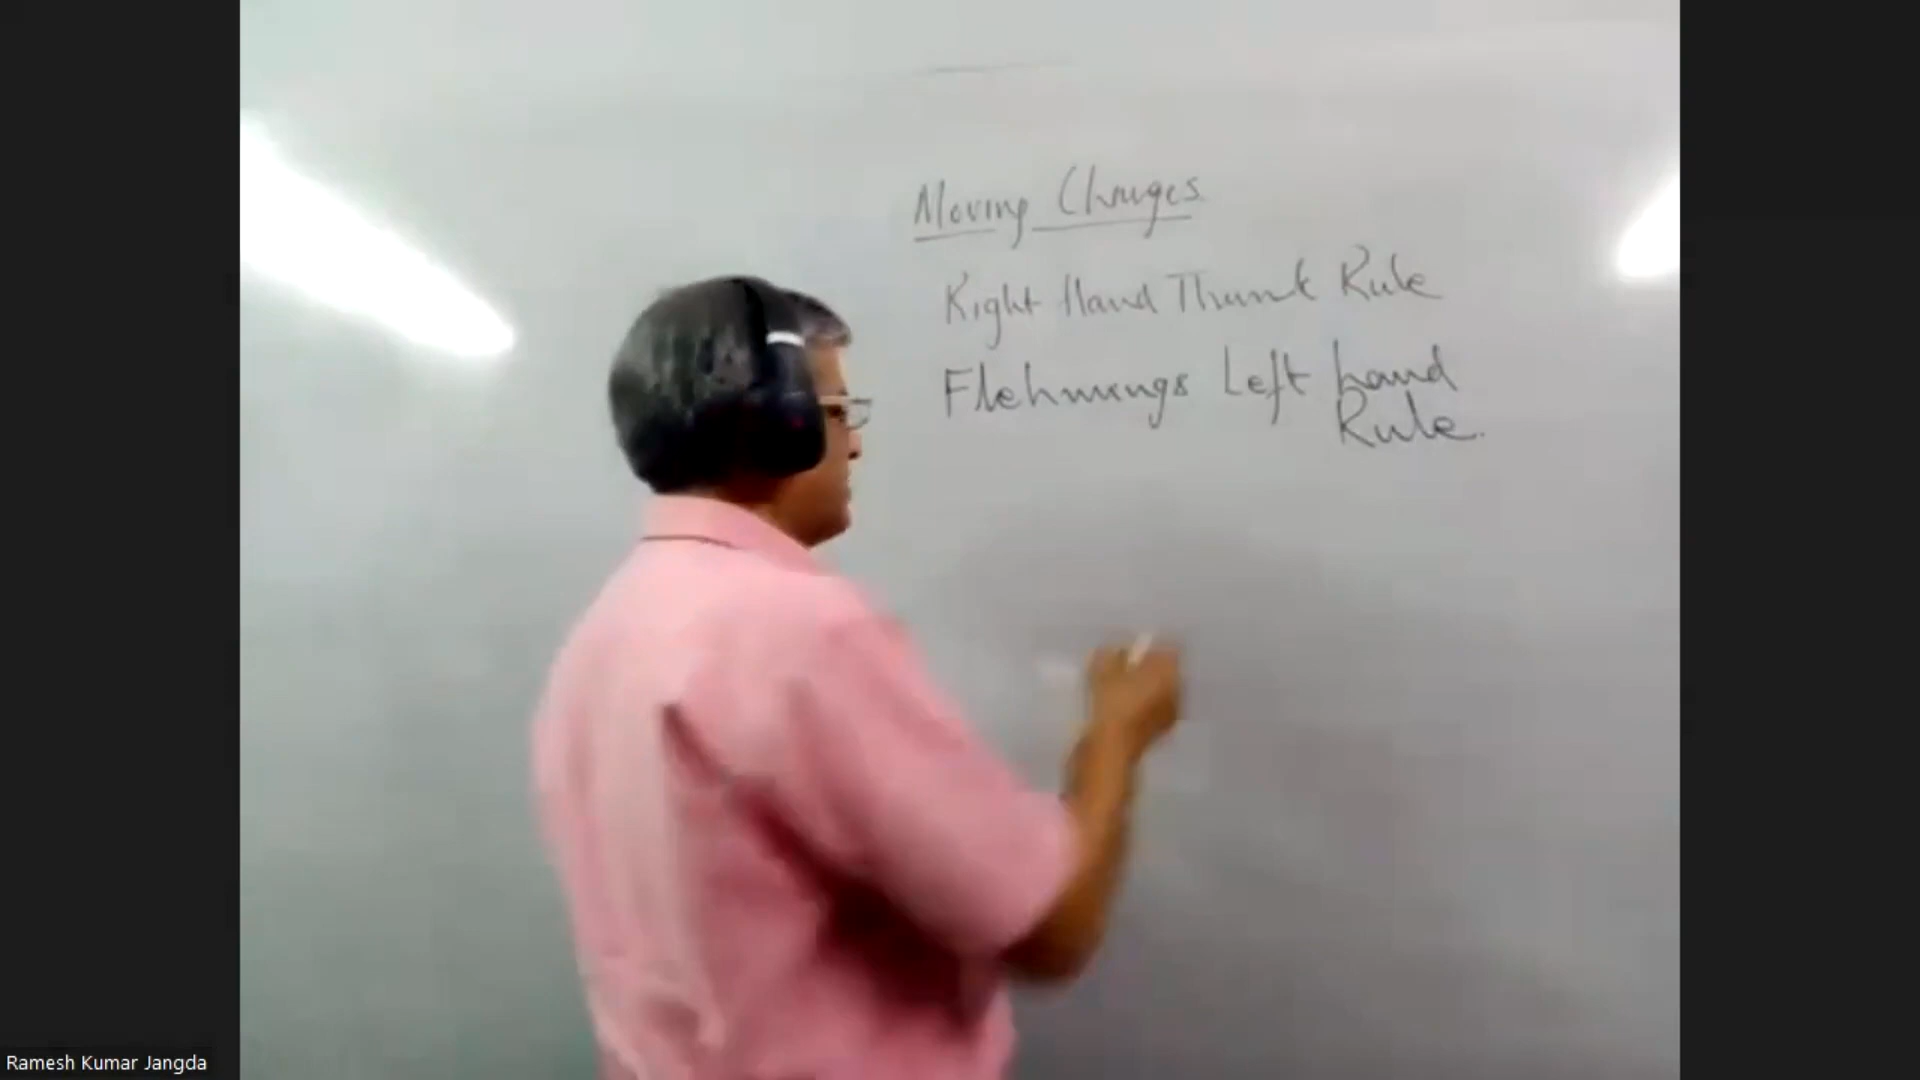 Moving Charges
Right Hand Thumb Rule
Flehmings Left hand
Rule.
Ramesh Kumar Jangda